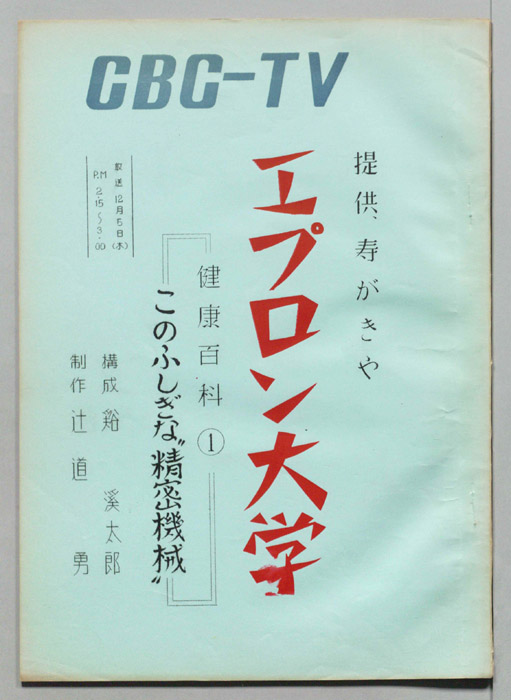 CBC-TV
提供、寿がきや
エプロン大学
健康百科①
このふしぎな〝精密機械〟
放送 12月5日(木)
P.M 2.15～3.00
構成 谿 溪太郎
制作 辻道 勇